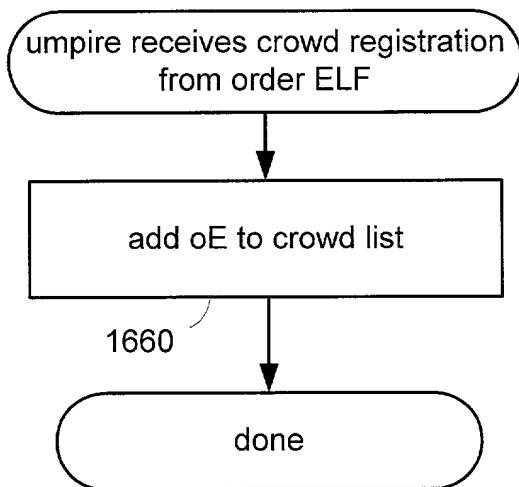 umpire receives crowd registration
from order ELF
add oE to crowd list
1660
done